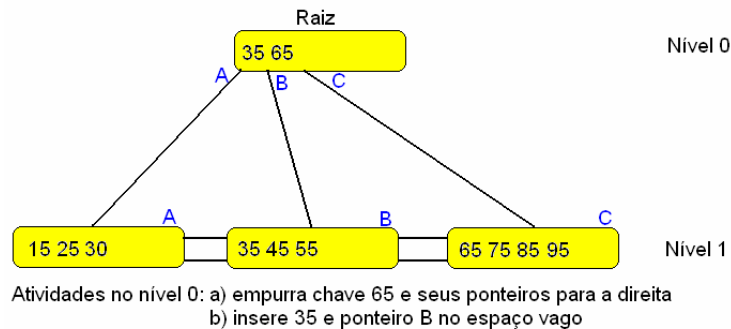 Raiz
35 65
Nível 0
A
B
C
A
B
C
15 25 30
35 45 55
65 75 85 95
Nível 1
Atividades no nível 0: a) empurra chave 65 e seus ponteiros para a direita
b) insere 35 e ponteiro B no espaço vago